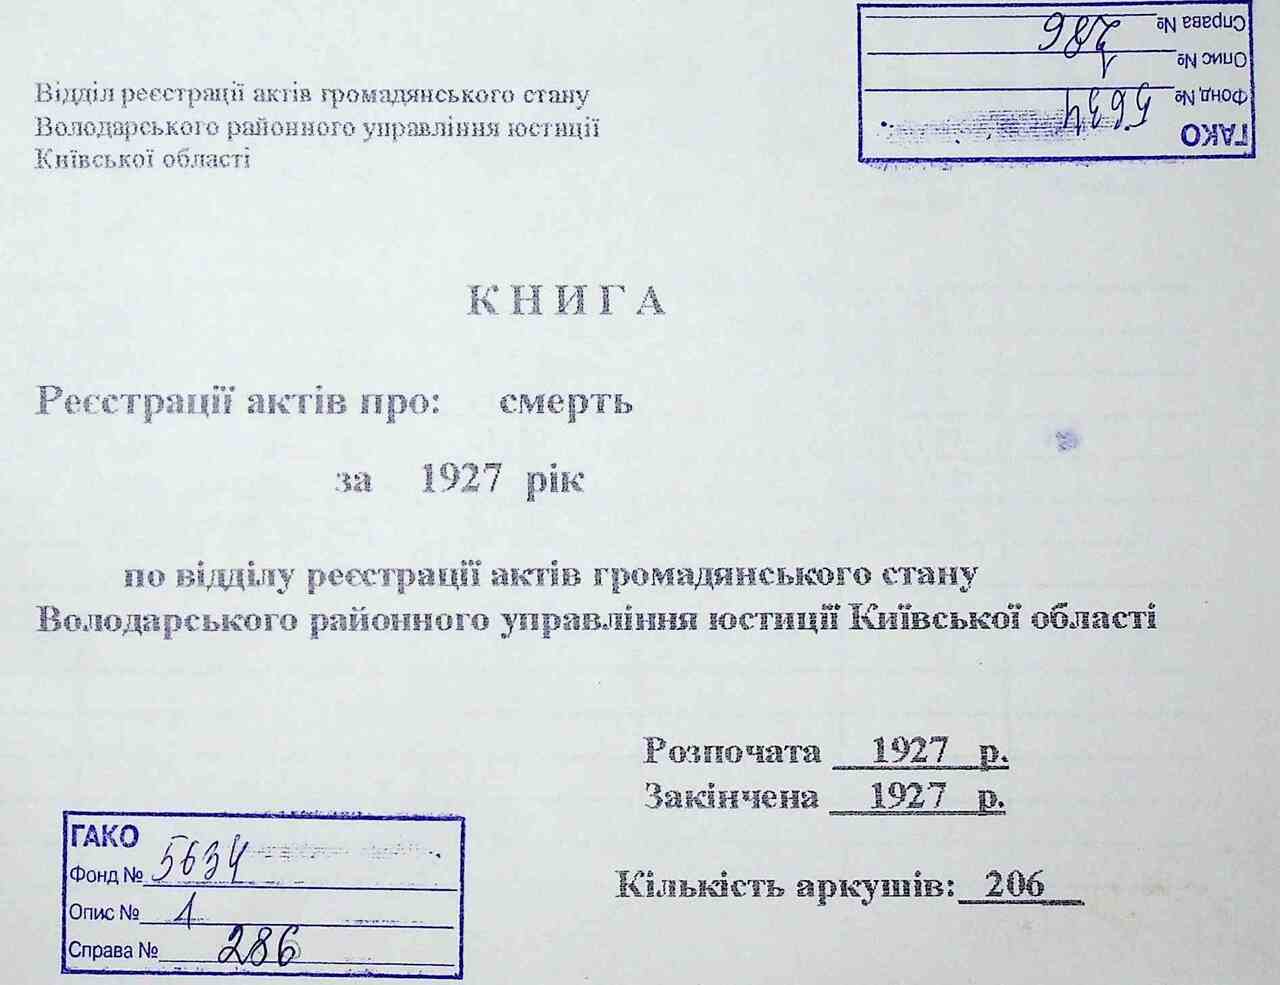 Справа № 286
Опис № 1
Фонд № 5634
ГАКО
Відділ реєстрації актів громадянського стану
Володарського районного управління юстиції
Київської області
КНИГА
Реєстрації актів про: смерть
за 1927 рік
по відділу реєстрації актів громадянського стану
Володарського районного управління юстиції Київської області
Розпочата 1927 р.
Закінчена 1927 р.
Кількість аркушів: 206
ГАКО
Фонд № 5634
Опис № 1
Справа № 286